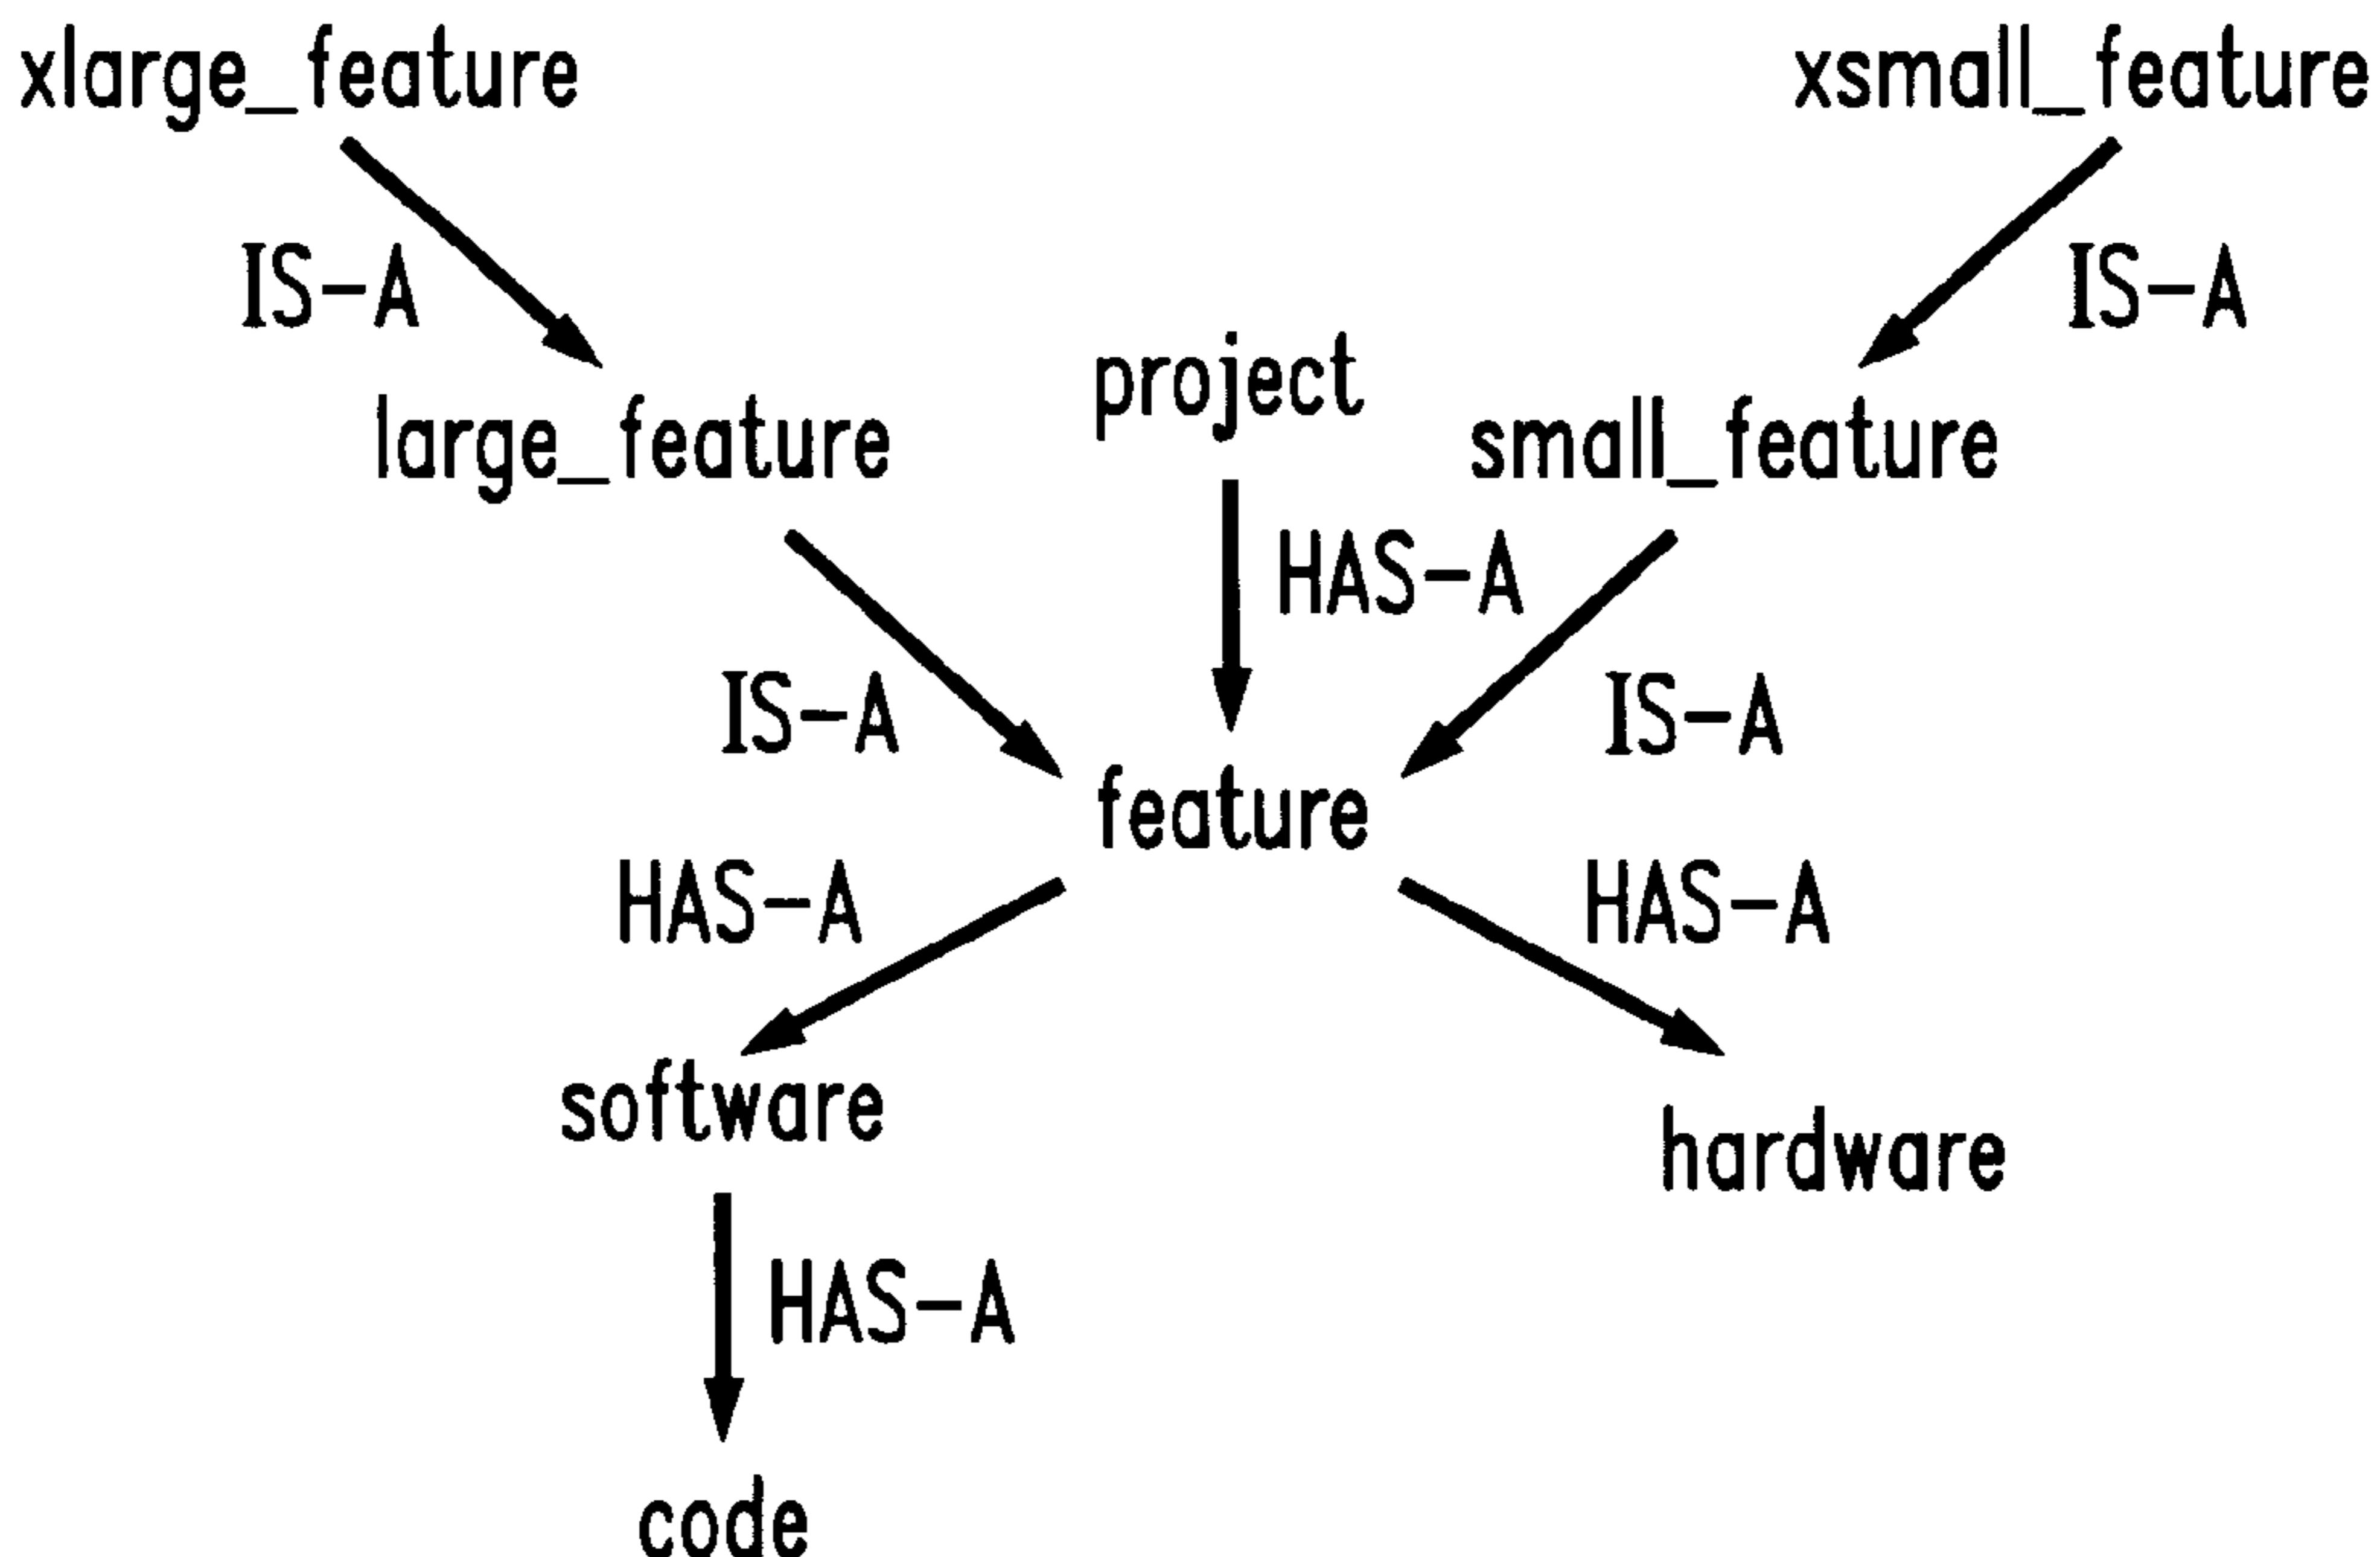 xlarge_feature
xsmall_feature
IS-A
IS-A
project
large_feature
small_feature
HAS-A
IS-A
IS-A
feature
HAS-A
HAS-A
software
hardware
HAS-A
code